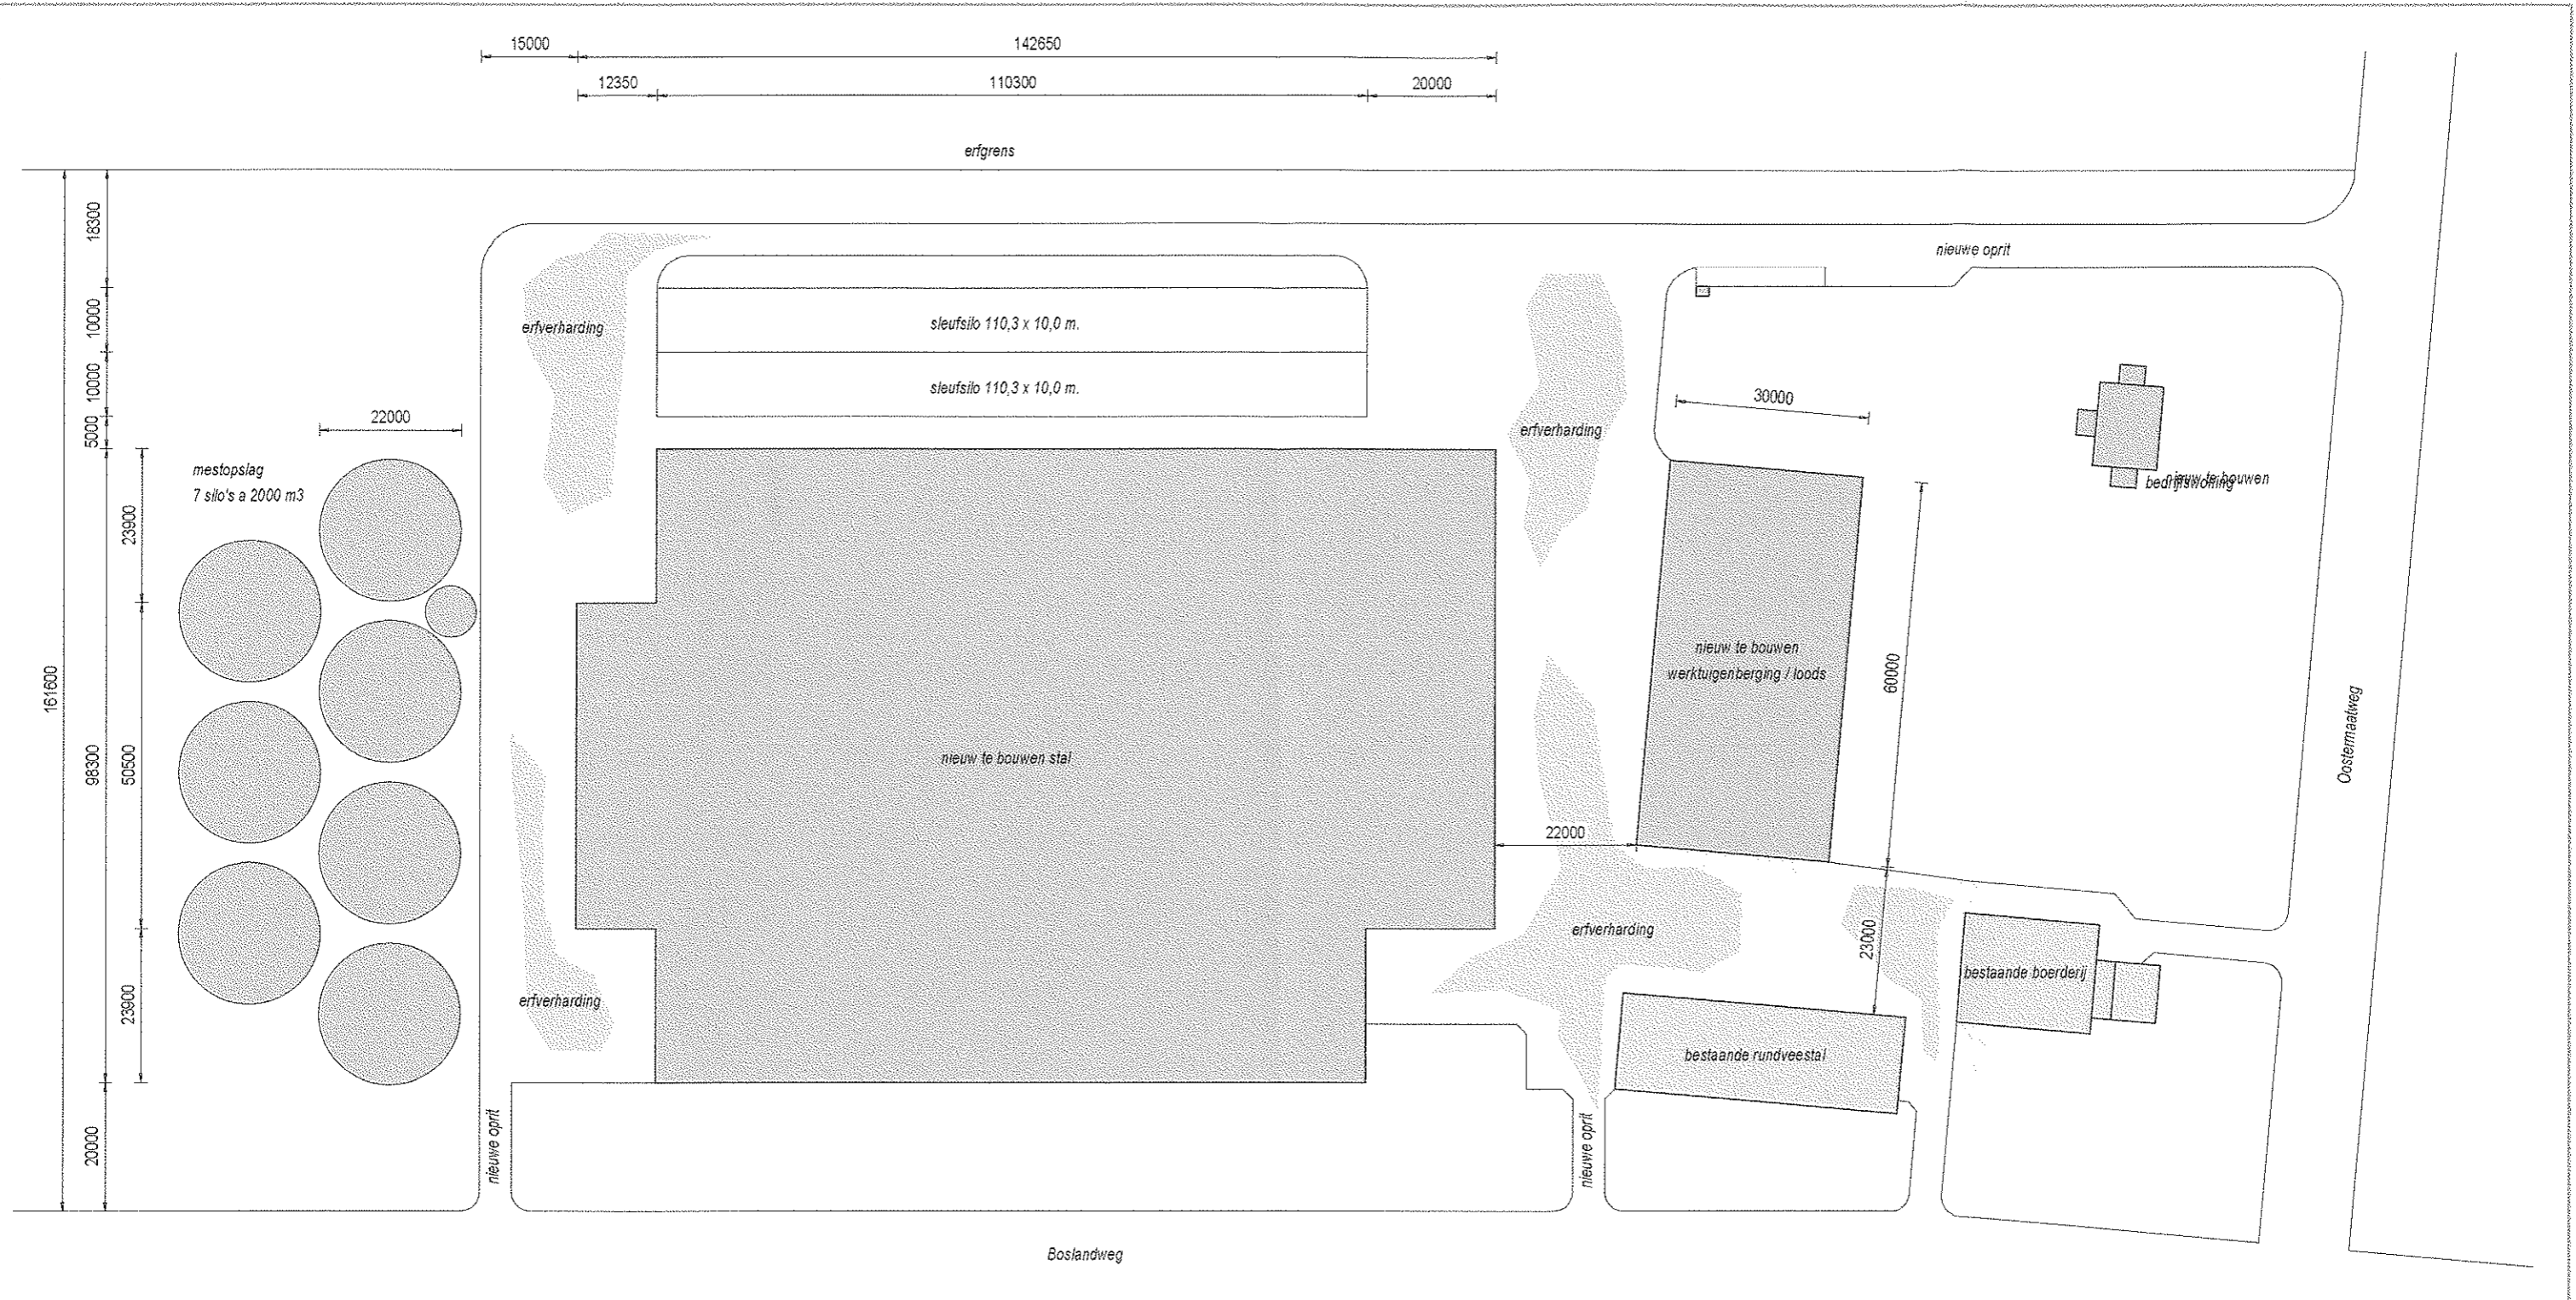 15000
142650
12350
110300
20000
erfgrens
18300
10000
10000
5000
161600
98300
20000
23900
50500
23900
22000
mestopslag
7 silo's a 2000 m3
erfverharding
sleufsilo 110,3 x 10,0 m.
sleufsilo 110,3 x 10,0 m.
nieuwe oprit
erfverharding
30000
nieuw te bouwen
bedrijfswoning
nieuw te bouwen
werktuigenberging / loods
60000
Oostermaatweg
nieuw te bouwen stal
22000
erfverharding
23000
bestaande boerderij
erfverharding
bestaande rundveestal
nieuwe oprit
nieuwe oprit
Boslandweg